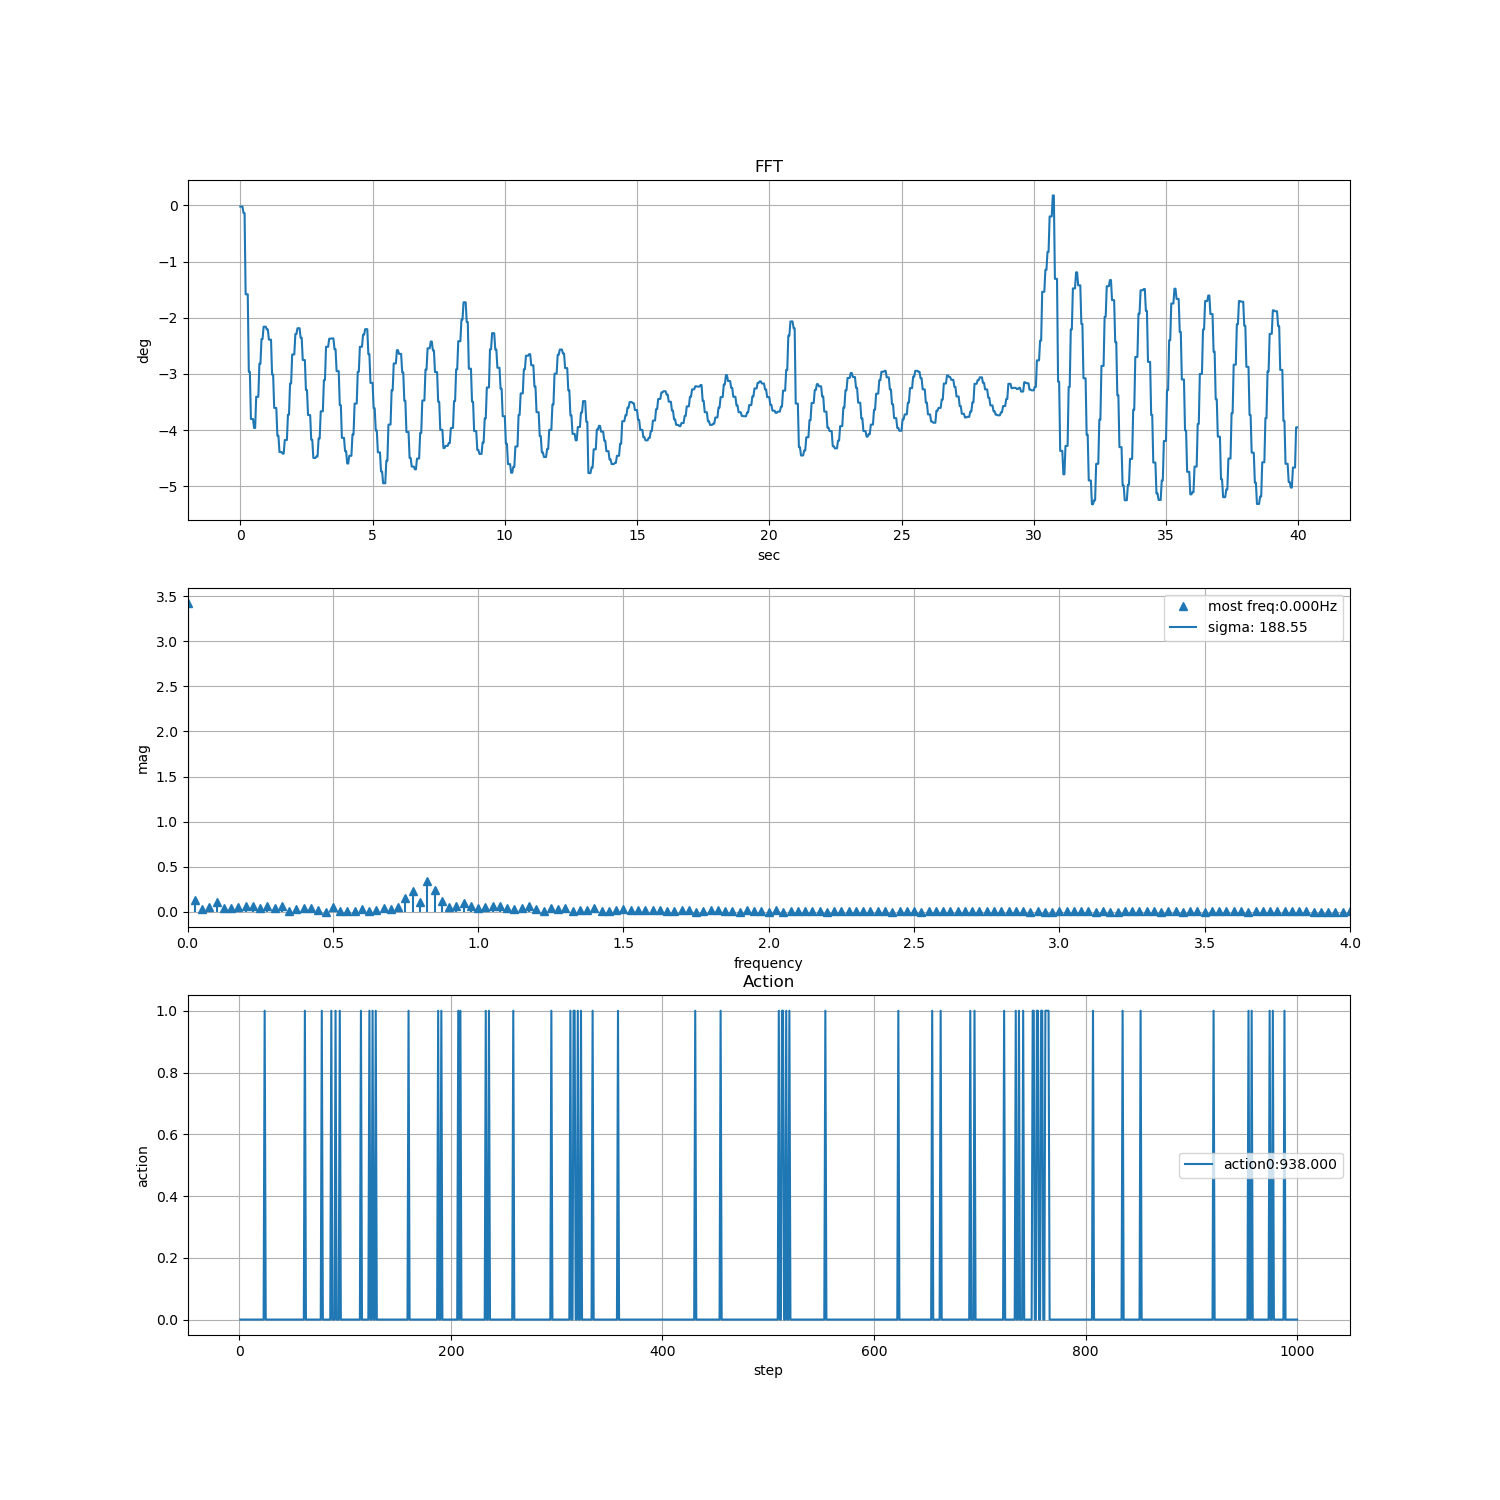 FFT
0
−1
−2
−3
−4
−5
deg
0 5 10 15 20 25 30 35 40
sec
3.5
3.0
2.5
2.0
1.5
1.0
0.5
0.0
mag
most freq:0.000Hz
sigma: 188.55
0.0 0.5 1.0 1.5 2.0 2.5 3.0 3.5 4.0
frequency
Action
1.0
0.8
0.6
0.4
0.2
0.0
action
action0:938.000
0 200 400 600 800 1000
step